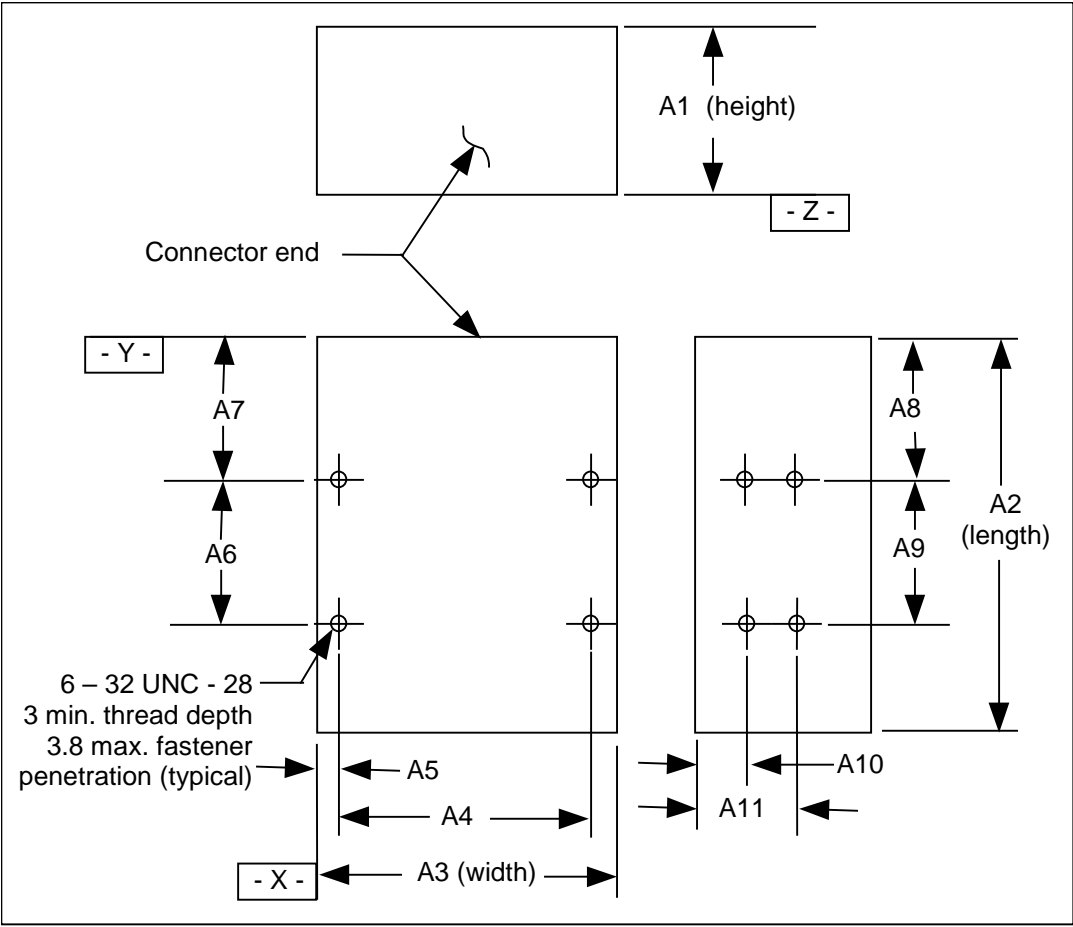 A1 (height)
- Z -
Connector end
- Y -
A7
A8
A6
A9
A2
(length)
6 – 32 UNC - 28
3 min. thread depth
3.8 max. fastener
penetration (typical)
A5
A10
A4
A11
A3 (width)
- X -